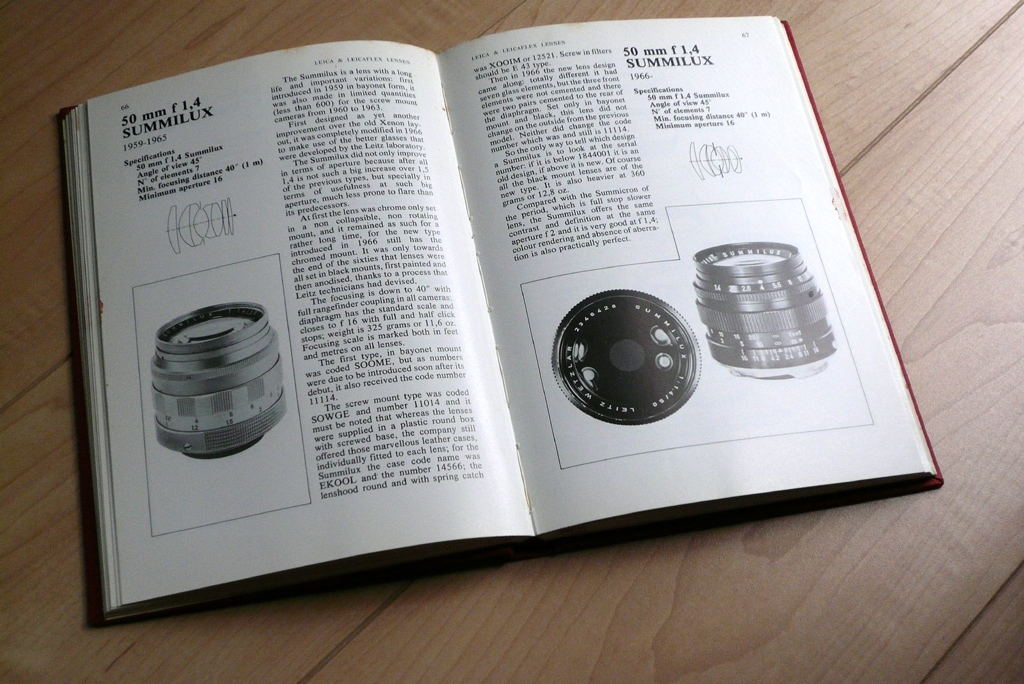 LEICA & LEICAFLEX LENSES
66
50 mm f 1,4
SUMMILUX
1959-1965
Specifications
50 mm f 1,4 Summilux
Angle of view 45°
N° of elements 7
Min. focusing distance 40" (1 m)
Minimum aperture 16
The Summilux is a lens with a long
life and important variations: first
introduced in 1959 in bayonet form, it
was also made in limited quantities
(less than 600) for the screw mount
cameras from 1960 to 1963.
First designed as yet another
improvement over the old Xenon lay-
out, it was completely modified in 1966
to make use of the better glasses that
were developed by the Leitz laboratory.
The Summilux did not only improve
in terms of aperture because after all
1,4 is not such a big increase over 1,5
of the previous types, but specially in
terms of usefulness at such big
aperture, much less prone to flare than
its predecessors.
At first the lens was chrome only set
in a non collapsible, non rotating
mount, and it remained as such for a
rather long time, for the new type
introduced in 1966 still has the
chromed mount. It was only towards
the end of the sixties that lenses were
all set in black mounts, first painted and
then anodised, thanks to a process that
Leitz technicians had devised.
The focusing is down to 40" with
full rangefinder coupling in all cameras;
diaphragm has the standard scale and
closes to f 16 with full and half click
stops; weight is 325 grams or 11,6 oz.
Focusing scale is marked both in feet
and metres on all lenses.
The first type, in bayonet mount
was coded SOOME, but as numbers
were due to be introduced soon after its
debut, it also received the code number
11114.
The screw mount type was coded
SOWGE and number 11014 and it
must be noted that whereas the lenses
were supplied in a plastic round box
with screwed base, the company still
offered those marvellous leather cases,
individually fitted to each lens; for the
Summilux the case code name was
EKOOL and the number 14566; the
lenshood round and with spring catch
LEICA & LEICAFLEX LENSES
67
was XOOIM or 12521. Screw in filters
should be E 43 type.
Then in 1966 the new lens design
came along: totally different it had
seven glass elements, but the three front
elements were not cemented and there
were two pairs cemented to the rear of
the diaphragm. Set only in bayonet
mount and black, this lens did not
change on the outside from the previous
model. Neither did change the code
number which was and still is 11114.
So the only way to tell which design
a Summilux is to look at the serial
number: if it is below 1844001 it is an
old design, if above it is new. Of course
all the black mount lenses are of the
new type. It is also heavier at 360
grams or 12,8 oz.
Compared with the Summicron of
the period, which is full stop slower
lens, the Summilux offers the same
contrast and definition at the same
aperture f 2 and it is very good at f 1,4;
colour rendering and absence of aberra-
tion is also practically perfect.
50 mm f 1,4
SUMMILUX
1966-
Specifications
50 mm f 1,4 Summilux
Angle of view 45°
N° of elements 7
Min. focusing distance 40" (1 m)
Minimum aperture 16
2346428 SUMMILUX 1:1.4/50 LEITZ WETZLAR
SUMMILUX